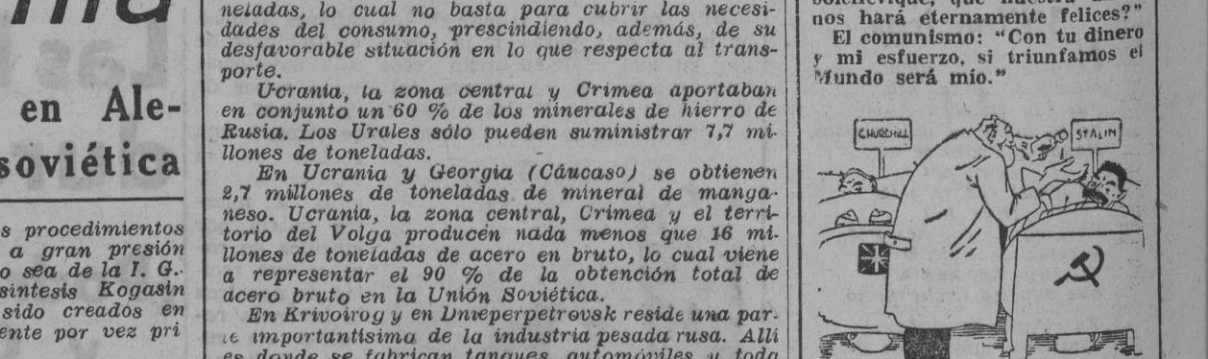 en Ale-
soviética
s procedimientos
a gran presión
o sea de la I. G.-
síntesis Kogasin
sido creados en
ente por vez pri
neladas, lo cual no basta para cubrir las necesi-
dades del consumo, prescindiendo, además, de su
desfavorable situación en lo que respecta al trans-
porte.
Ucrania, la zona central y Crimea aportaban
en conjunto un 60 % de los minerales de hierro de
Rusia. Los Urales sólo pueden suministrar 7,7 mi-
llones de toneladas.
En Ucrania y Georgia (Cáucaso) se obtienen
2,7 millones de toneladas de mineral de manga-
neso. Ucrania, la zona central, Crimea y el terri-
torio del Volga producen nada menos que 16 mi-
llones de toneladas de acero en bruto, lo cual viene
a representar el 90 % de la obtención total de
acero bruto en la Unión Soviética.
En Krivoirog y en Dnieperpetrovsk reside una par-
te importantísima de la industria pesada rusa. Allí
es donde se fabrican tanques, automóviles y toda
nos hará eternamente felices?"
El comunismo: "Con tu dinero
y mi esfuerzo, si triunfamos el
Mundo será mío."
CHURCHILL
STALIN